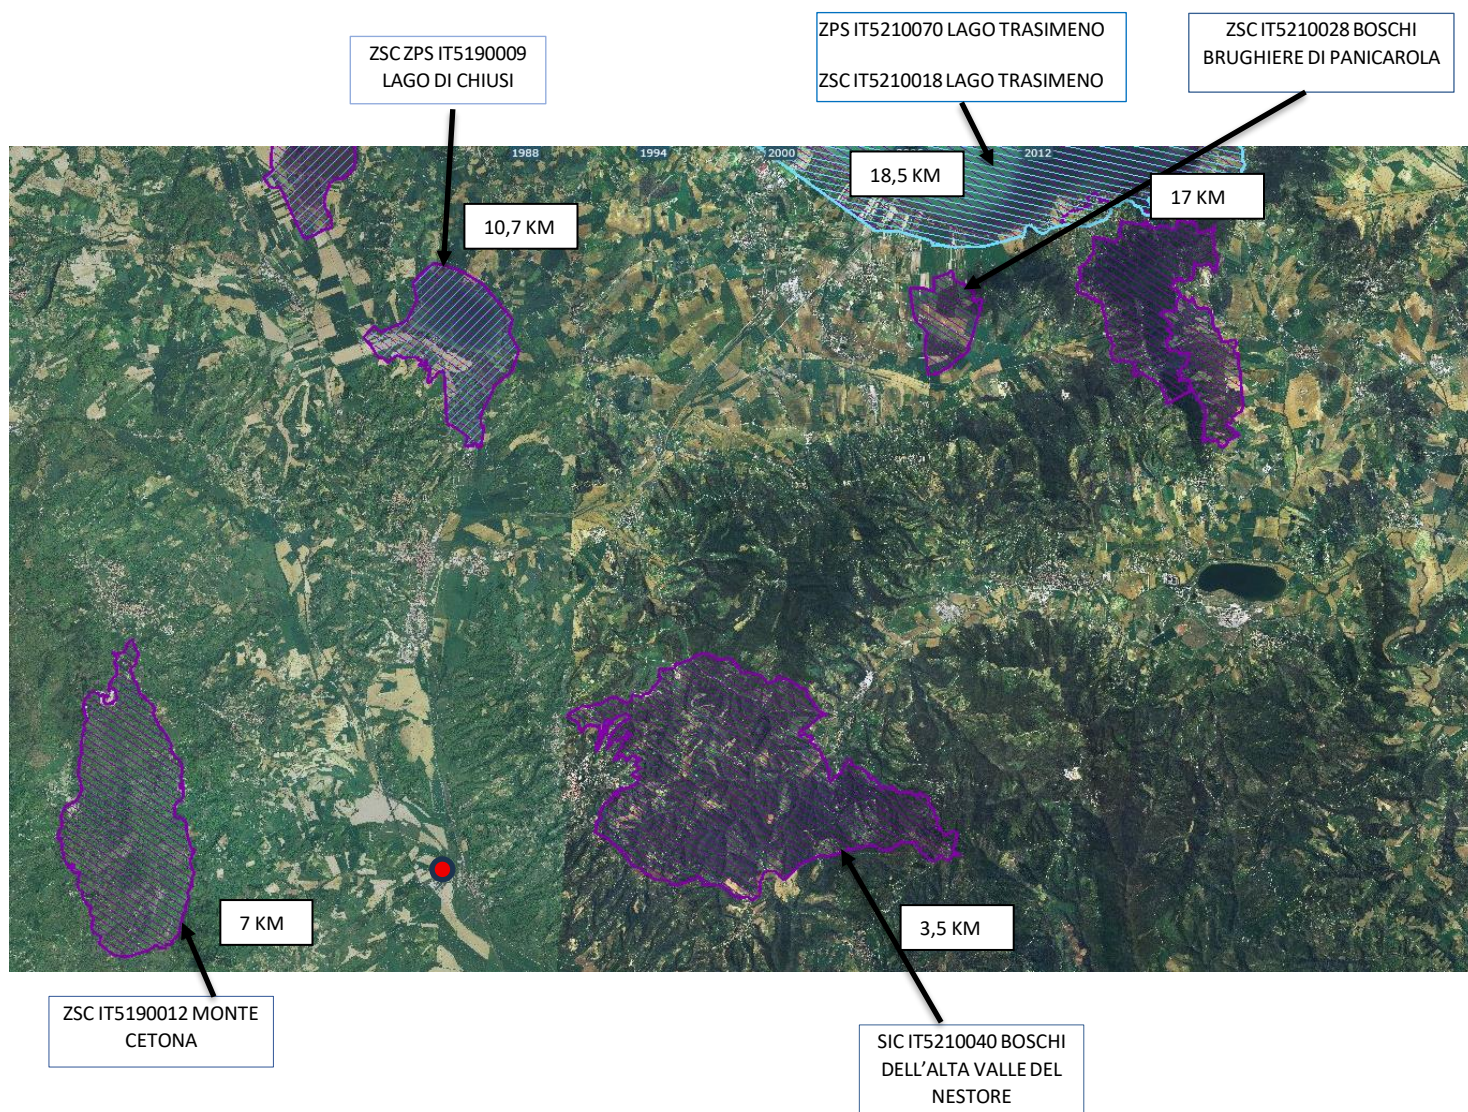 ZPS IT5210070 LAGO TRASIMENO
ZSC IT5210018 LAGO TRASIMENO
ZSC IT5210028 BOSCHI
BRUGHIERE DI PANICAROLA
ZSC ZPS IT5190009
LAGO DI CHIUSI
1988
1994
2000
2012
18,5 KM
17 KM
10,7 KM
7 KM
3,5 KM
ZSC IT5190012 MONTE
CETONA
SIC IT5210040 BOSCHI
DELL'ALTA VALLE DEL
NESTORE